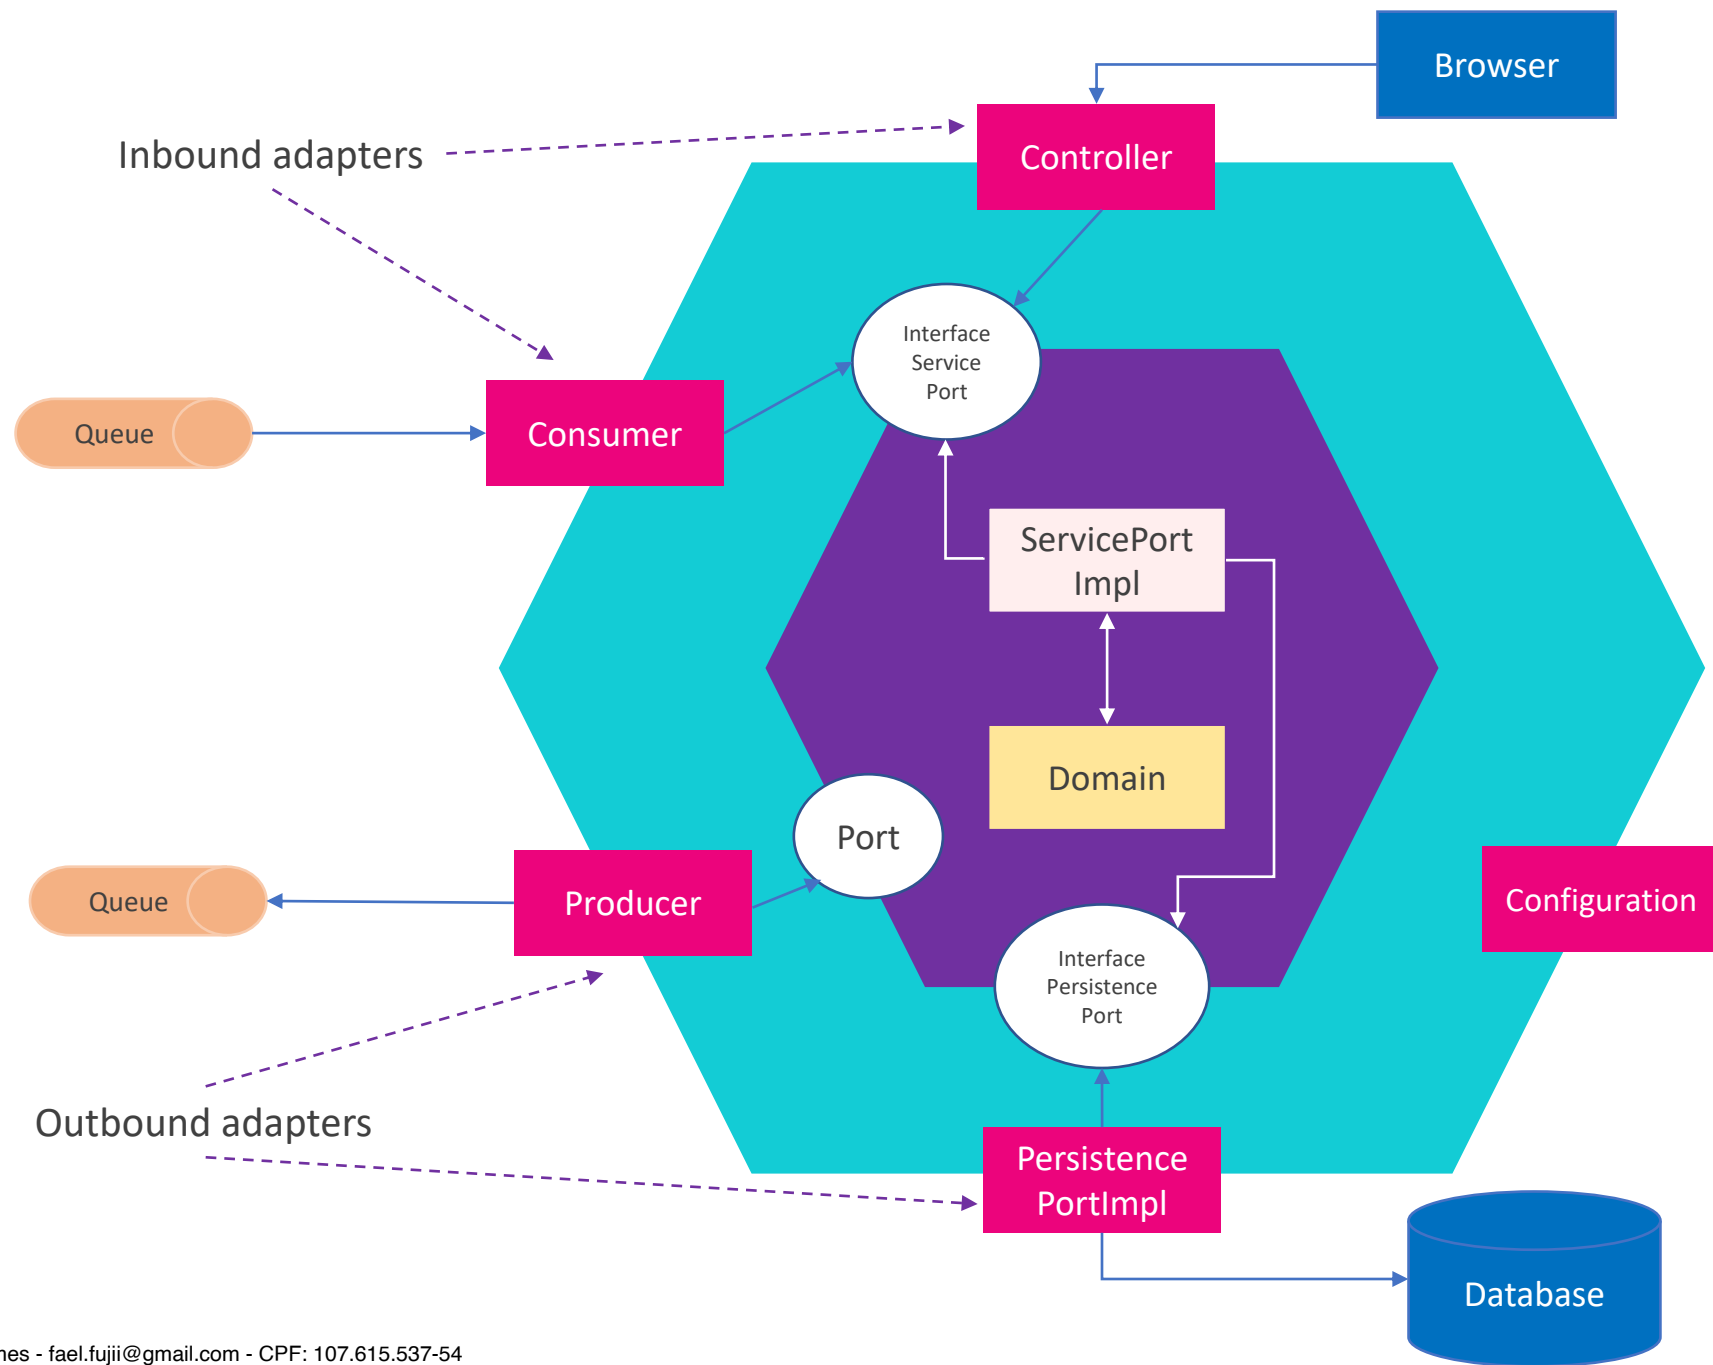 Browser
Controller
Inbound adapters
Interface
Service
Port
Queue
Consumer
ServicePort
Impl
Domain
Port
Queue
Producer
Configuration
Interface
Persistence
Port
Outbound adapters
Persistence
PortImpl
Database
nes - fael.fujii@gmail.com - CPF: 107.615.537-54